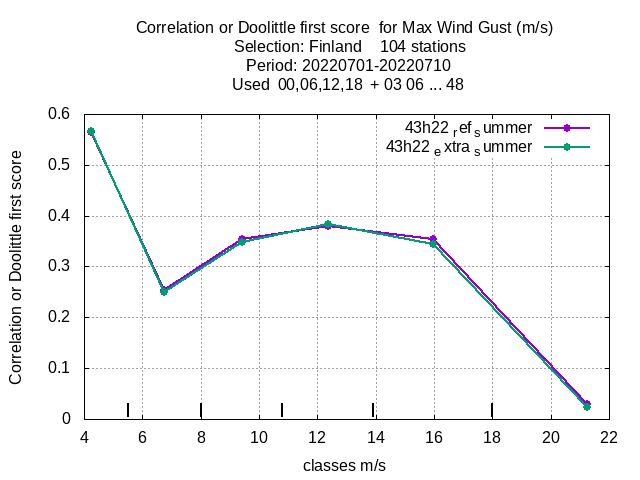 Correlation or Doolittle first score  for Max Wind Gust (m/s)
Selection: Finland    104 stations
Period: 20220701-20220710
Used  00,06,12,18  + 03 06 ... 48
43h22 ref summer
43h22 extra summer
Correlation or Doolittle first score
0.6
0.5
0.4
0.3
0.2
0.1
0
4 6 8 10 12 14 16 18 20 22
classes m/s